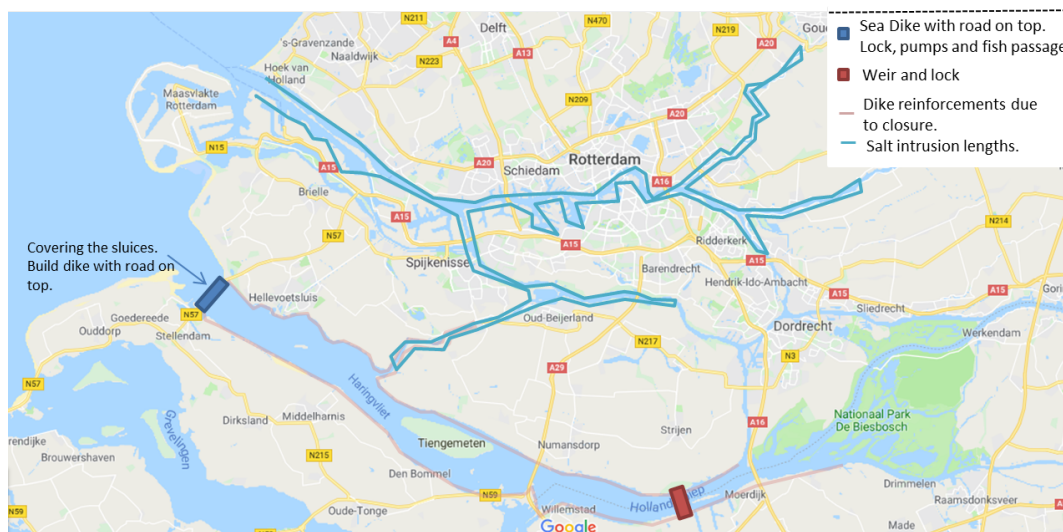 N211
N470
N219
Sea Dike with road on top.
Lock, pumps and fish passage
Weir and lock
Dike reinforcements due
to closure.
Salt intrusion lengths.
Delft
A4
A13
A20
's-Gravenzande
Naaldwijk
N223
Hoek van
Holland
Maasvlakte
Rotterdam
N209
A20
N15
A15
Rotterdam
A20
Schiedam
A16
Brielle
A15
N57
A15
N214
Ridderkerk
A15
Spijkenisse
Barendrecht
Hendrik-Ido-Ambacht
A15
A15
Covering the sluices.
Build dike with road on
top.
Hellevoetsluis
Sliedrecht
N57
Goedereede
Ouddorp
Stellendam
Oud-Beijerland
Dordrecht
Werkendam
N217
N3
N57
Haringvliet
A29
Nationaal Park
De Biesbosch
Dirksland
Middelharnis
Grevelingen
A16
Strijen
Tiengemeten
Numansdorp
N215
Brouwershaven
Den Bommel
Drimmelen
N59
Moerdijk
Raamsdonksveer
N59
Oude-Tonge
Willemstad
Google